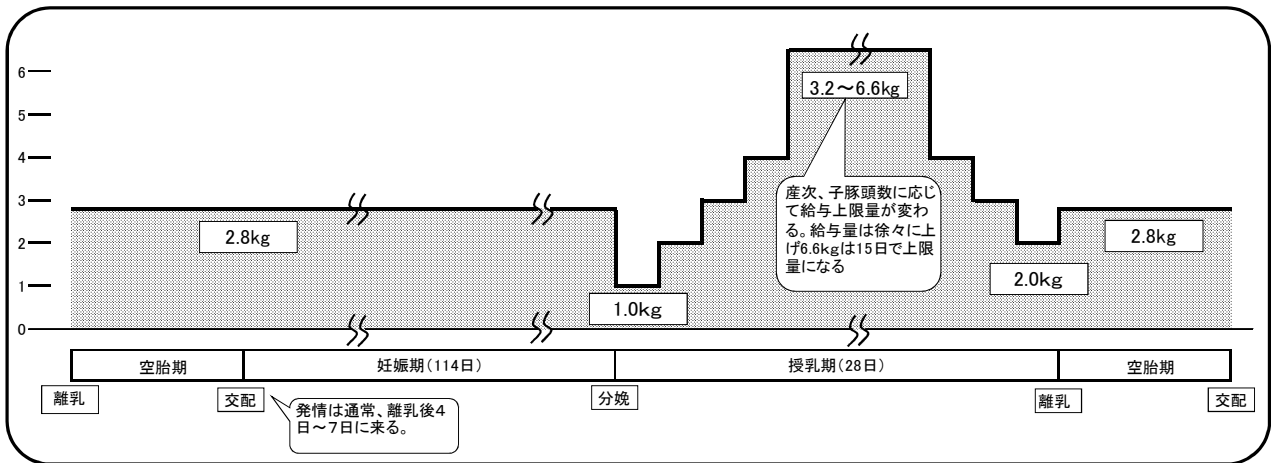 6
5
4
3
2
1
0
3.2～6.6kg
産次、子豚頭数に応じ
て給与上限量が変わ
る。給与量は徐々に上
げ6.6kgは15日で上限
量になる
2.8kg
1.0kg
2.0kg
2.8kg
空胎期
妊娠期(114日)
授乳期(28日)
空胎期
離乳
交配
分娩
離乳
交配
発情は通常、離乳後4
日～7日に来る。